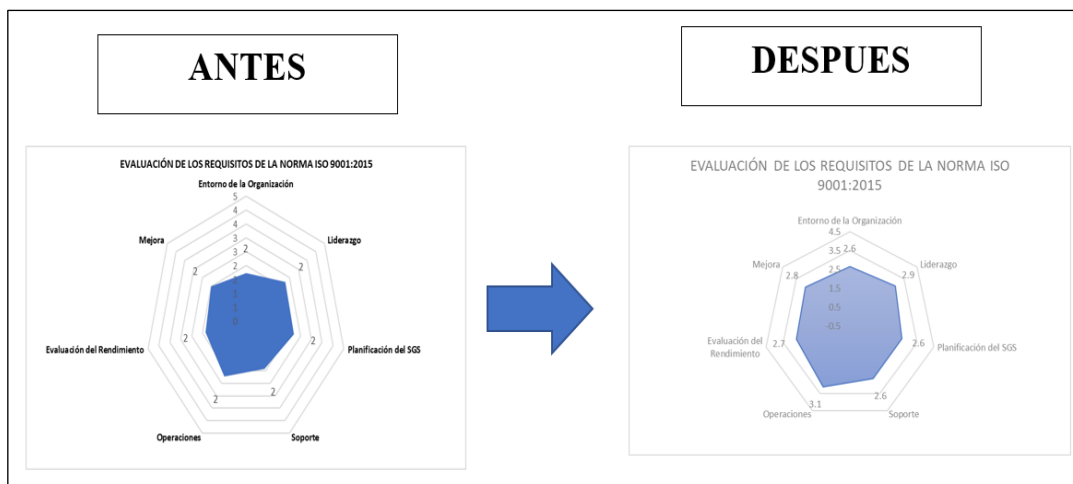 ANTES
DESPUES
EVALUACIÓN DE LOS REQUISITOS DE LA NORMA ISO 9001:2015
Entorno de la Organización
5
4
4
3
3
2
2
1
0
2
Liderazgo
2
Planificación del SGS
2
Soporte
2
Operaciones
2
Evaluación del Rendimiento
2
Mejora
2
EVALUACIÓN DE LOS REQUISITOS DE LA NORMA ISO
9001:2015
Entorno de la Organización
4.5
3.5
2.5
1.5
0.5
-0.5
2.6
Liderazgo
2.9
Planificación del SGS
2.6
Soporte
2.6
Operaciones
3.1
Evaluación del
Rendimiento
2.7
Mejora
2.8